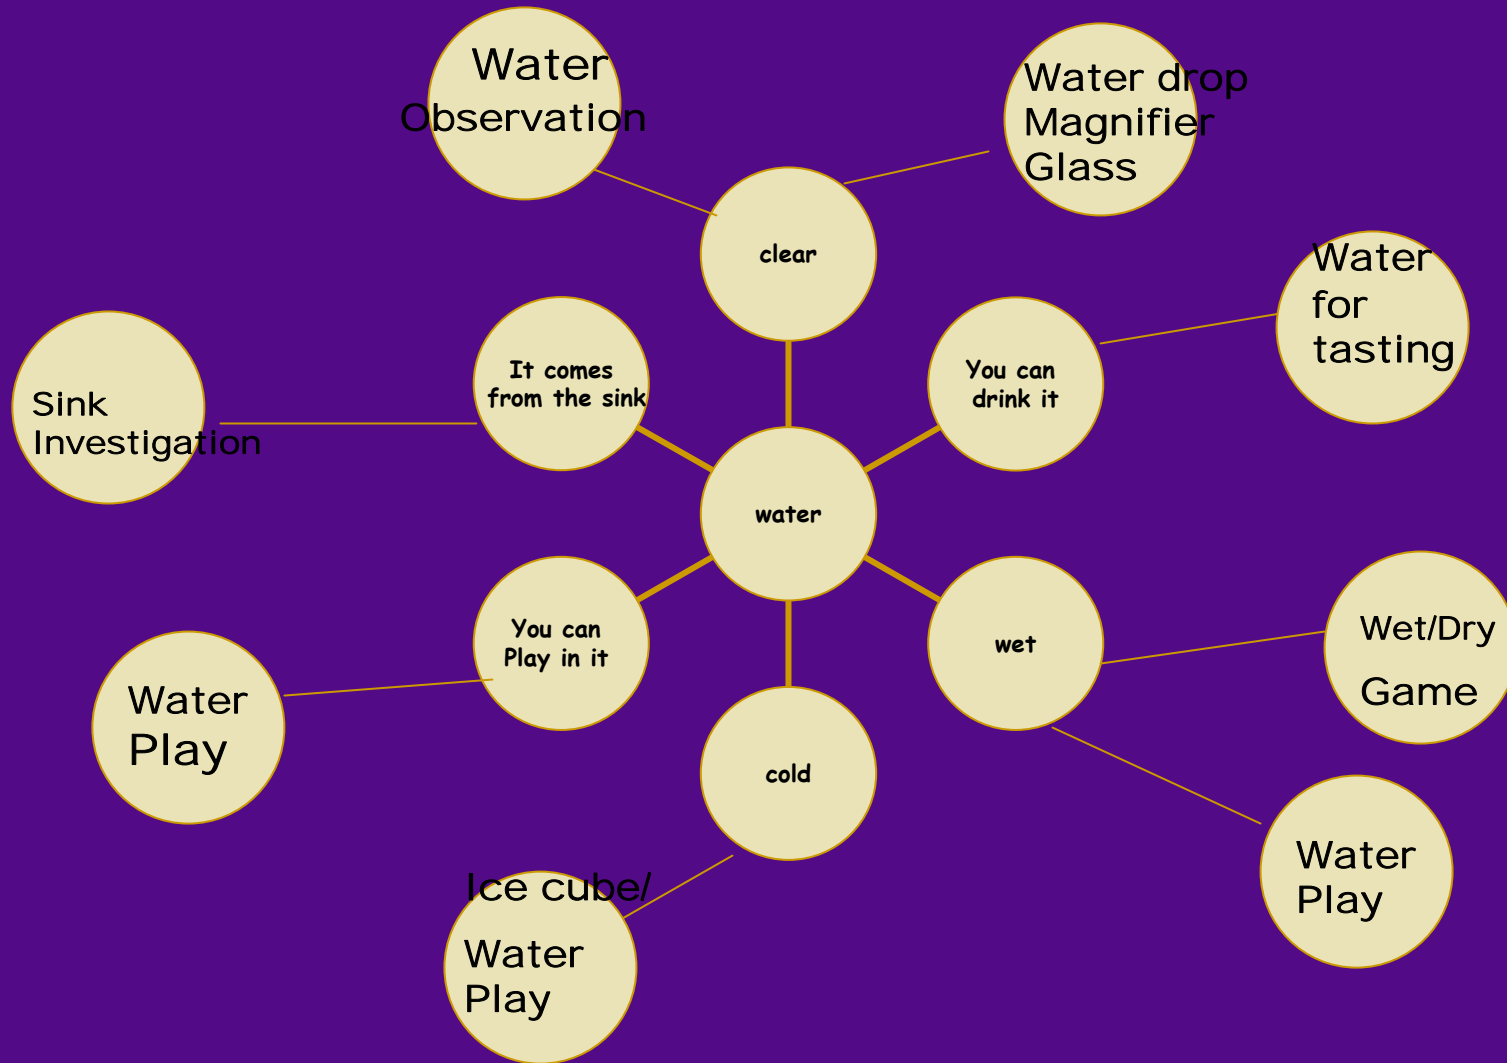 Water
Observation
Water drop
Magnifier
Glass
clear
Water
for
tasting
It comes
from the sink
You can
drink it
Sink
Investigation
water
You can
Play in it
wet
Wet/Dry
Game
Water
Play
cold
Ice cube/
Water
Play
Water
Play